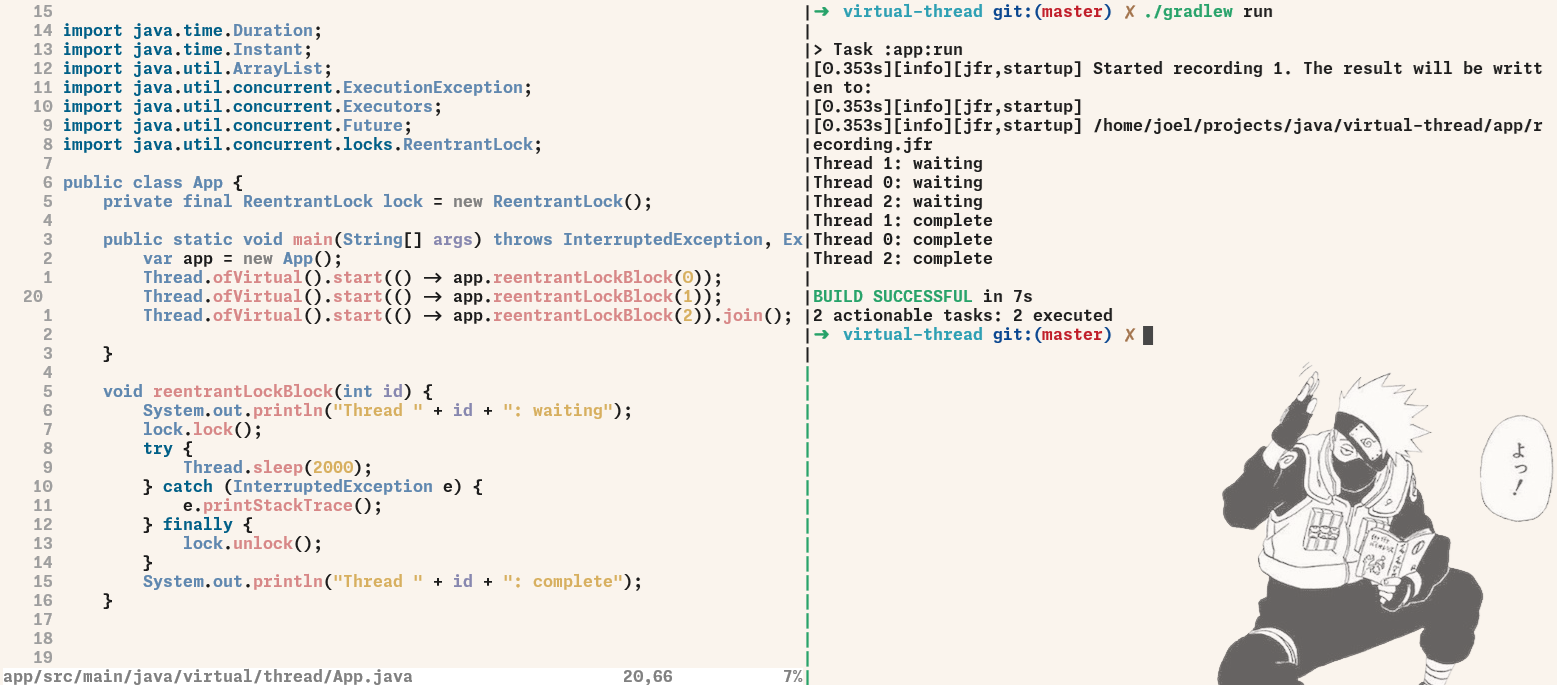 15
14 import java.time.Duration;
13 import java.time.Instant;
12 import java.util.ArrayList;
11 import java.util.concurrent.ExecutionException;
10 import java.util.concurrent.Executors;
9 import java.util.concurrent.Future;
8 import java.util.concurrent.locks.ReentrantLock;
7
6 public class App {
5     private final ReentrantLock lock = new ReentrantLock();
4
3     public static void main(String[] args) throws InterruptedException, Ex
2         var app = new App();
1         Thread.ofVirtual().start(() → app.reentrantLockBlock(0));
20         Thread.ofVirtual().start(() → app.reentrantLockBlock(1));
1         Thread.ofVirtual().start(() → app.reentrantLockBlock(2)).join();
2
3     }
4
5     void reentrantLockBlock(int id) {
6         System.out.println("Thread " + id + ": waiting");
7         lock.lock();
8         try {
9             Thread.sleep(2000);
10         } catch (InterruptedException e) {
11             e.printStackTrace();
12         } finally {
13             lock.unlock();
14         }
15         System.out.println("Thread " + id + ": complete");
16     }
17
18
19
app/src/main/java/virtual/thread/App.java 20,66 7%
➜ virtual-thread git:(master) ✗ ./gradlew run
> Task :app:run
[0.353s][info][jfr,startup] Started recording 1. The result will be writt
en to:
[0.353s][info][jfr,startup]
[0.353s][info][jfr,startup] /home/joel/projects/java/virtual-thread/app/r
ecording.jfr
Thread 1: waiting
Thread 0: waiting
Thread 2: waiting
Thread 1: complete
Thread 0: complete
Thread 2: complete
BUILD SUCCESSFUL in 7s
2 actionable tasks: 2 executed
➜ virtual-thread git:(master) ✗
よっ!